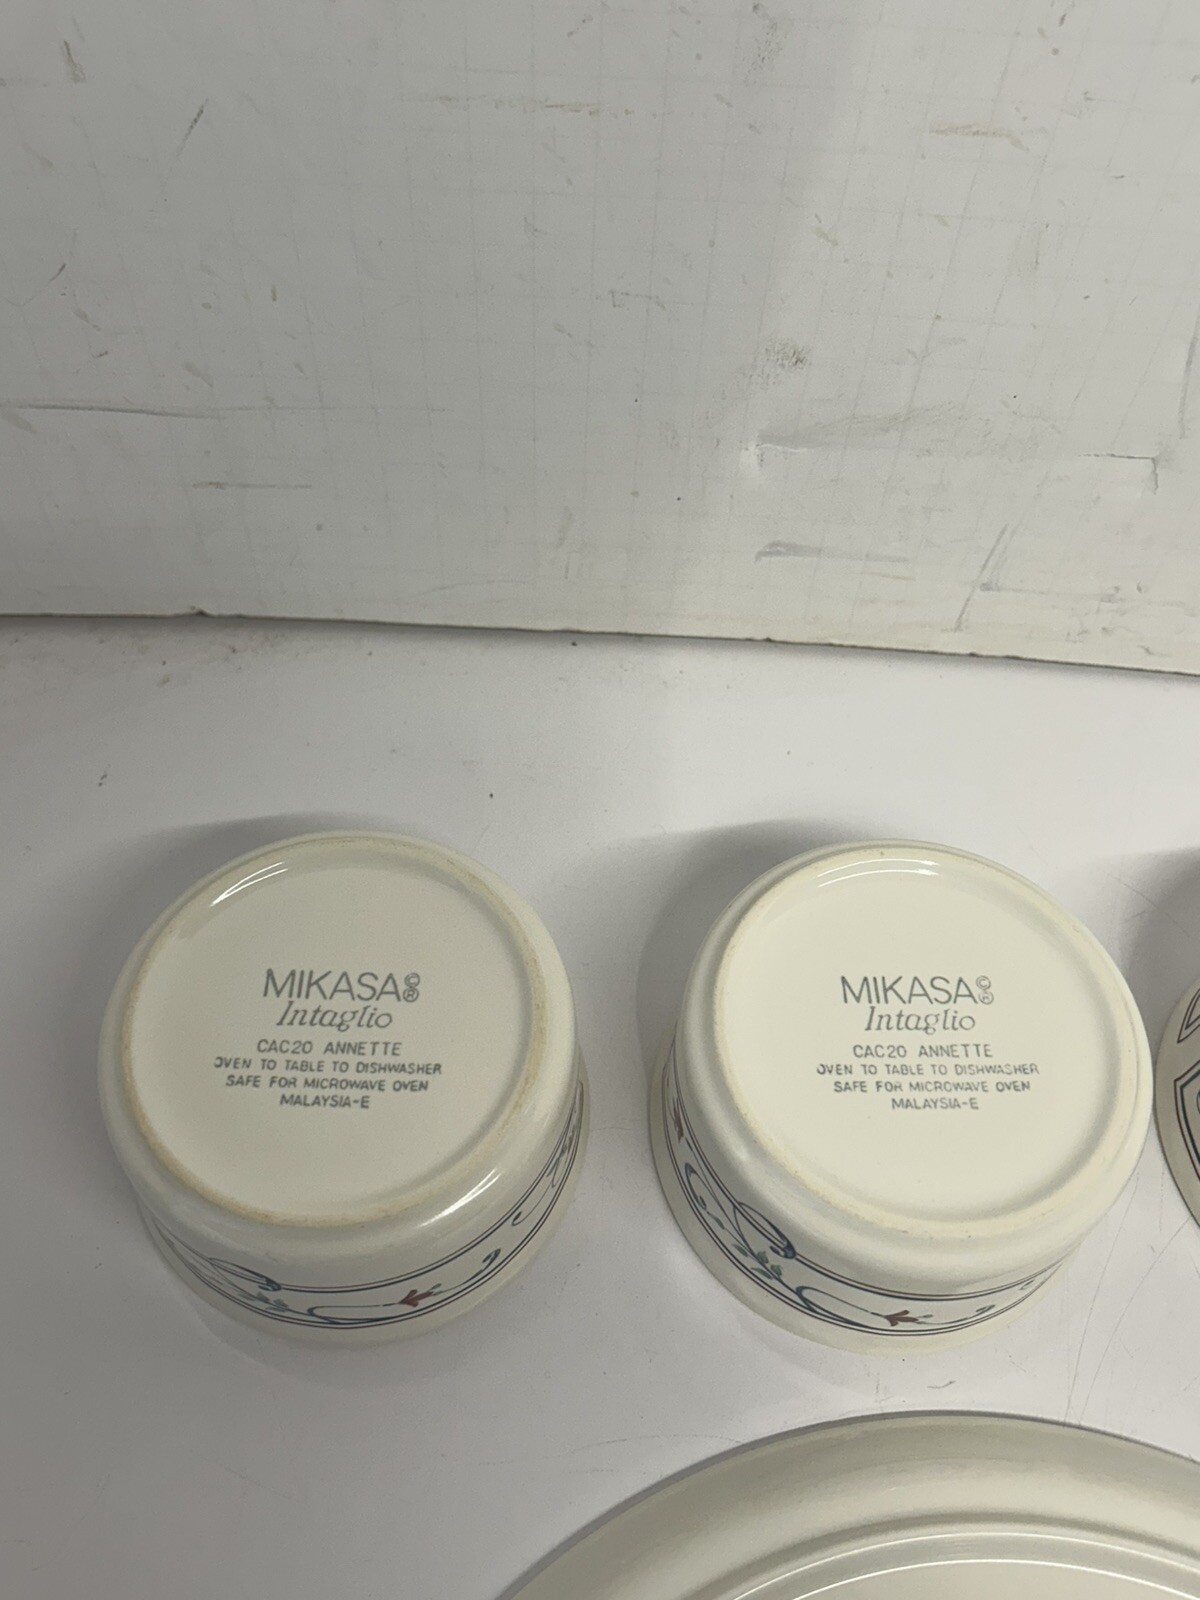 MIKASA©®
Intaglio
CAC20 ANNETTE
OVEN TO TABLE TO DISHWASHER
SAFE FOR MICROWAVE OVEN
MALAYSIA-E
MIKASA©®
Intaglio
CAC20 ANNETTE
OVEN TO TABLE TO DISHWASHER
SAFE FOR MICROWAVE OVEN
MALAYSIA-E